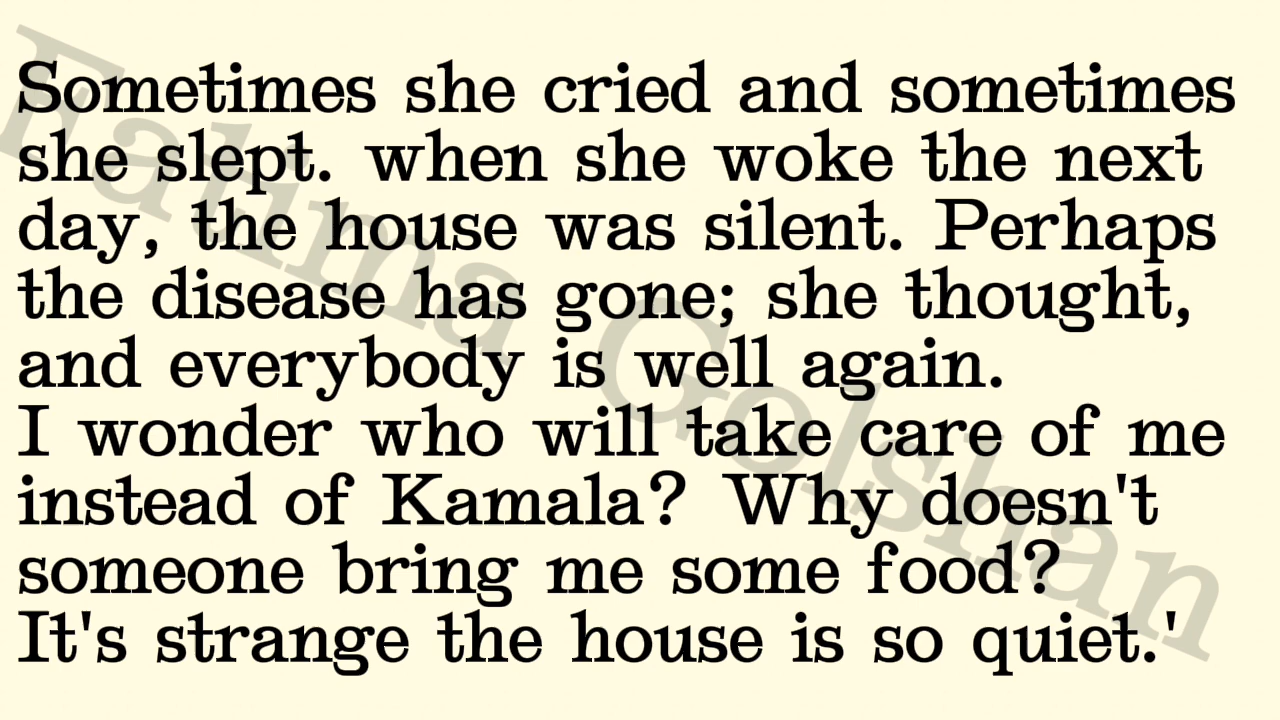 Sometimes she cried and sometimes
she slept. when she woke the next
day, the house was silent. Perhaps
the disease has gone; she thought,
and everybody is well again.
I wonder who will take care of me
instead of Kamala? Why doesn't
someone bring me some food?
It's strange the house is so quiet.'
Fatima Golshan